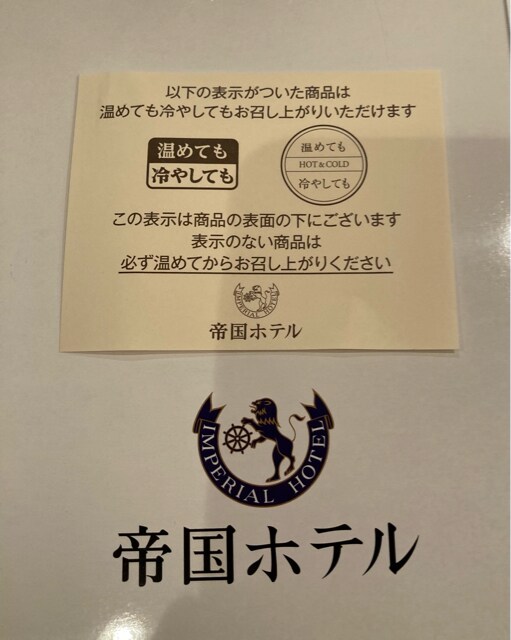 以下の表示がついた商品は
温めても冷やしてもお召し上がりいただけます
温めても
冷やしても
温めても
HOT&COLD
冷やしても
この表示は商品の表面の下にございます
表示のない商品は
必ず温めてからお召し上がりください
IMPERIAL HOTEL
帝国ホテル
IMPERIAL HOTEL
帝国ホテル